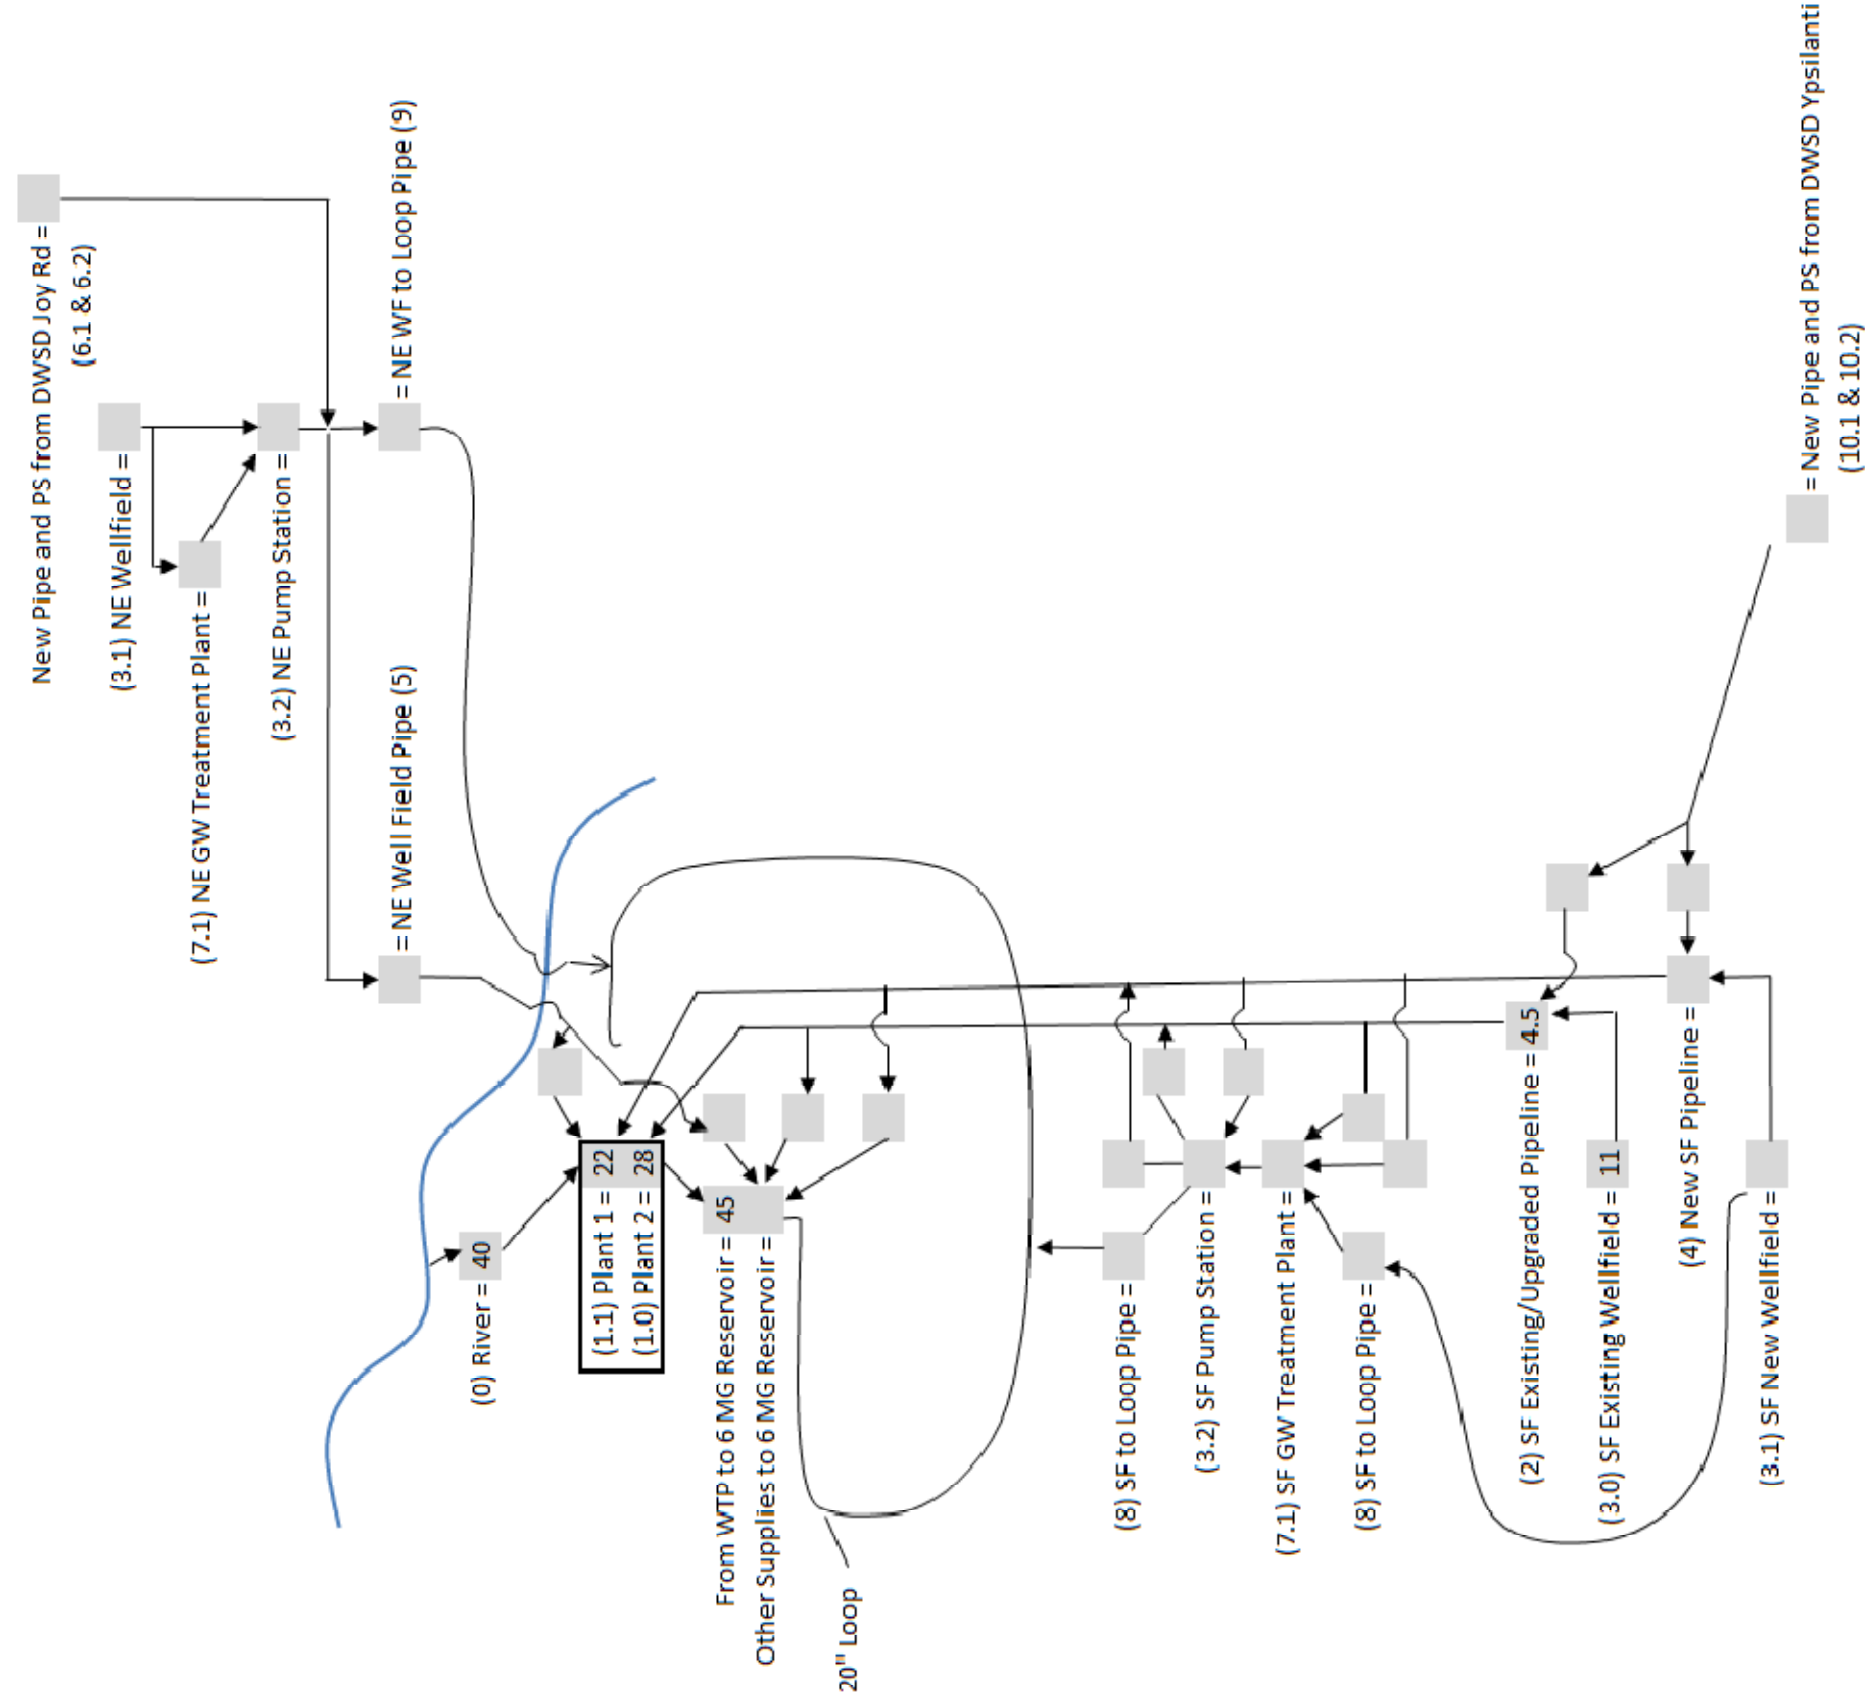 New Pipe and PS from DWSD Joy Rd =
(6.1 & 6.2)
(3.1) NE Wellfield =
(7.1) NE GW Treatment Plant =
(3.2) NE Pump Station =
= NE WF to Loop Pipe (9)
= NE Well Field Pipe (5)
(0) River = 40
(1.1) Plant 1 = 22
(1.0) Plant 2 = 28
From WTP to 6 MG Reservoir = 45
Other Supplies to 6 MG Reservoir =
20" Loop
(8) SF to Loop Pipe =
(3.2) SF Pump Station =
(7.1) SF GW Treatment Plant =
(8) SF to Loop Pipe =
(2) SF Existing/Upgraded Pipeline = 4.5
(3.0) SF Existing Wellfield = 11
(4) New SF Pipeline =
(3.1) SF New Wellfield =
= New Pipe and PS from DWSD Ypsilanti
(10.1 & 10.2)